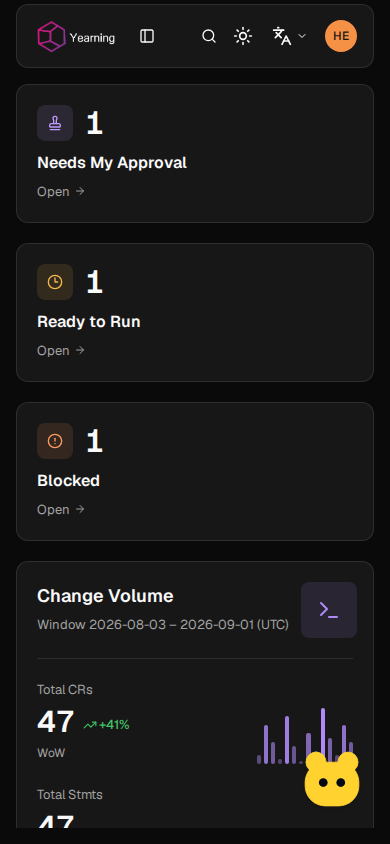 Yearning
HE
1
Needs My Approval
Open →
1
Ready to Run
Open →
1
Blocked
Open →
Change Volume
Window 2026-08-03 – 2026-09-01 (UTC)
Total CRs
47 +41%
WoW
Total Stmts
47